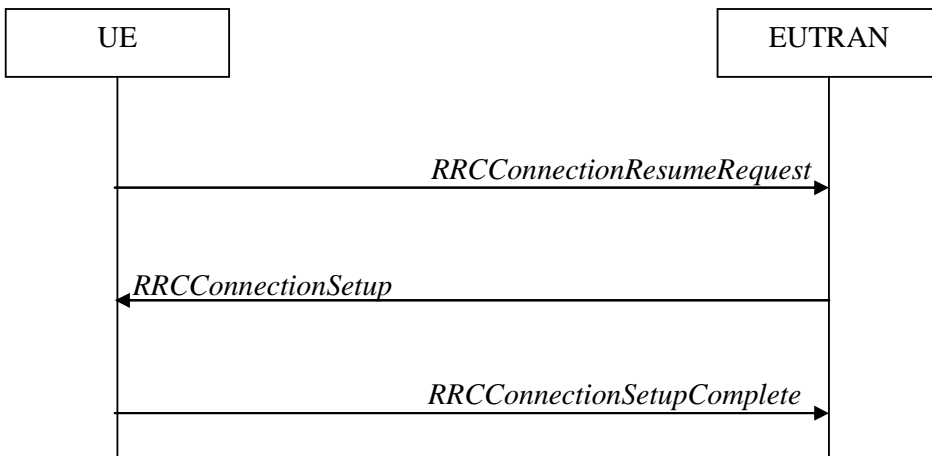 UE
EUTRAN
RRCConnectionResumeRequest
RRCConnectionSetup
RRCConnectionSetupComplete